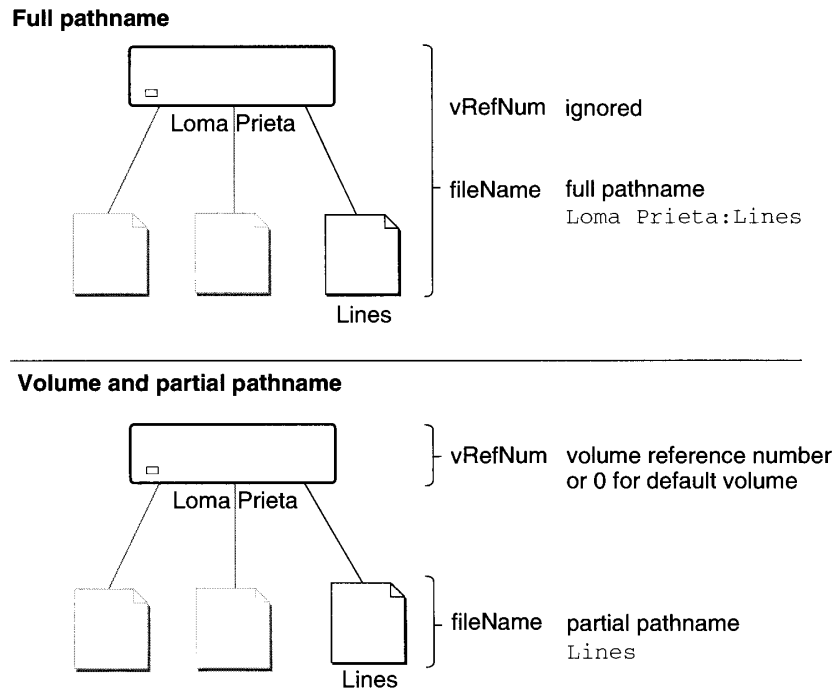 Full pathname
Loma Prieta
vRefNum ignored
fileName full pathname
Loma Prieta:Lines
Lines
Volume and partial pathname
vRefNum volume reference number
or 0 for default volume
Loma Prieta
fileName partial pathname
Lines
Lines